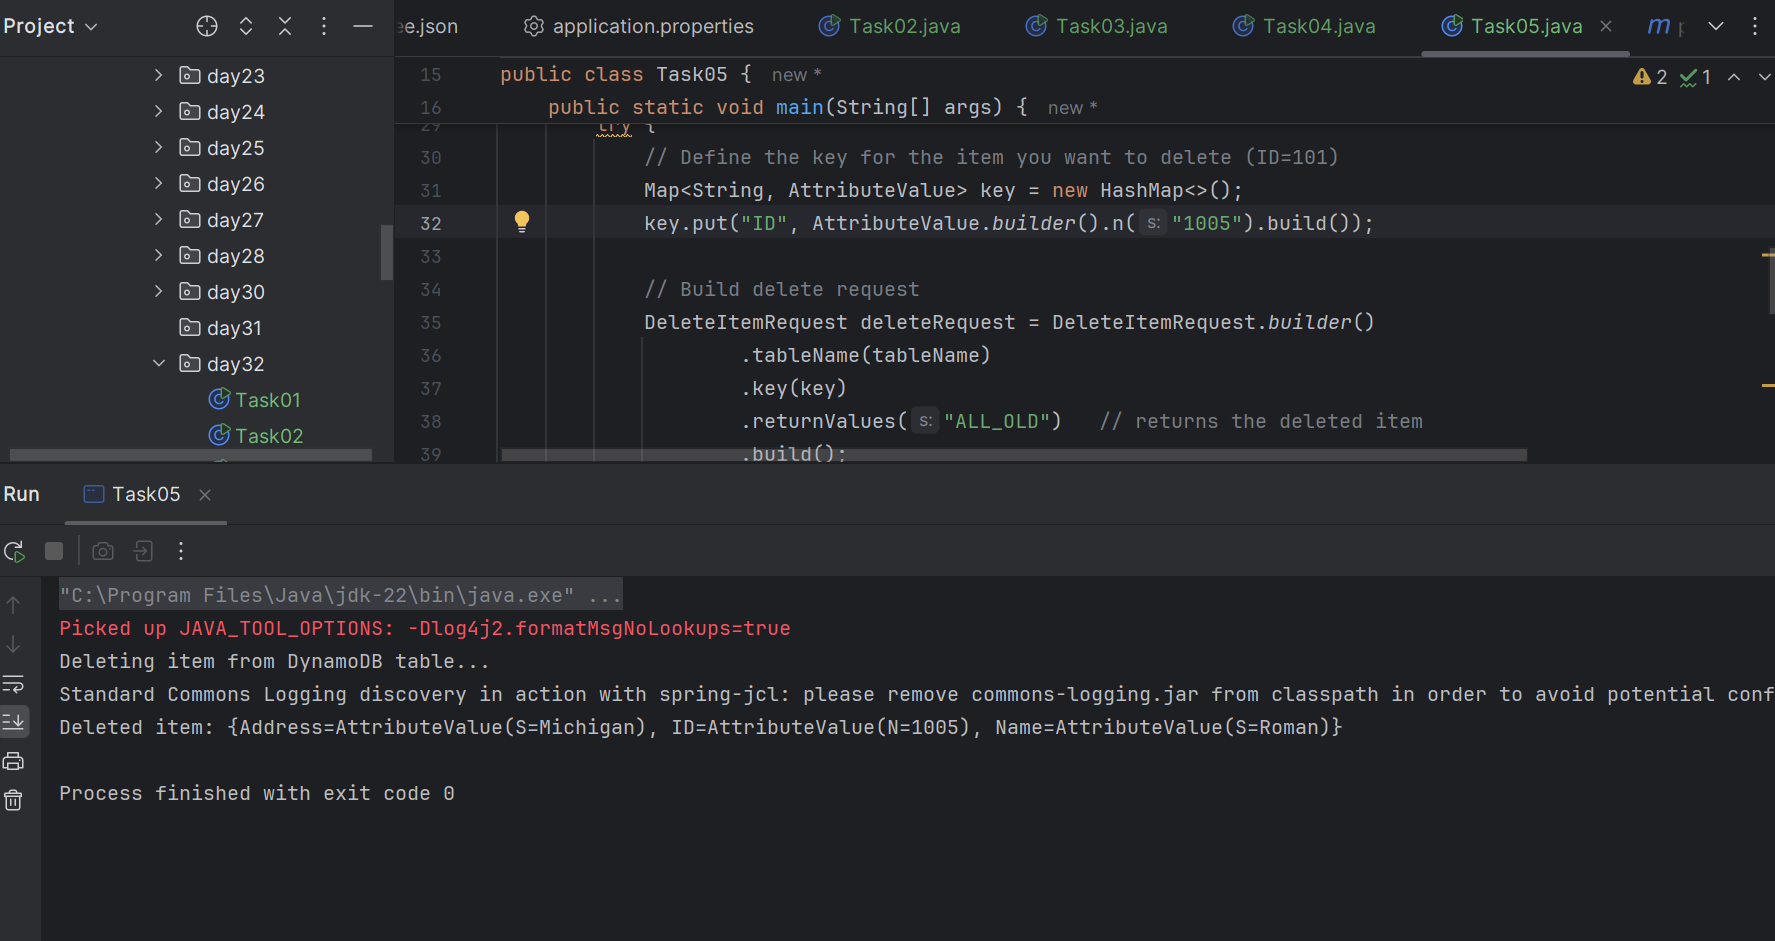 Project
ee.json
application.properties
Task02.java
Task03.java
Task04.java
Task05.java
m
day23
day24
day25
day26
day27
day28
day30
day31
day32
Task01
Task02
2
1
15 public class Task05 { new *
16 public static void main(String[] args) { new *
29 try {
30 // Define the key for the item you want to delete (ID=101)
31 Map<String, AttributeValue> key = new HashMap<>();
32 key.put("ID", AttributeValue.builder().n( s: "1005").build());
33
34 // Build delete request
35 DeleteItemRequest deleteRequest = DeleteItemRequest.builder()
36 .tableName(tableName)
37 .key(key)
38 .returnValues( s: "ALL_OLD") // returns the deleted item
39 .build();
Run
Task05
"C:\Program Files\Java\jdk-22\bin\java.exe" ...
Picked up JAVA_TOOL_OPTIONS: -Dlog4j2.formatMsgNoLookups=true
Deleting item from DynamoDB table...
Standard Commons Logging discovery in action with spring-jcl: please remove commons-logging.jar from classpath in order to avoid potential conf
Deleted item: {Address=AttributeValue(S=Michigan), ID=AttributeValue(N=1005), Name=AttributeValue(S=Roman)}
Process finished with exit code 0